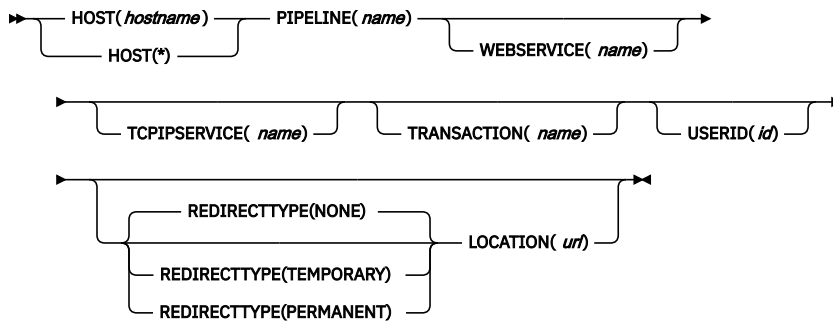 HOST( hostname) PIPELINE( name)
HOST(*)
WEBSERVICE( name)
TCPIPSERVICE( name)
TRANSACTION( name)
USERID( id)
REDIRECTTYPE(NONE)
LOCATION( url)
REDIRECTTYPE(TEMPORARY)
REDIRECTTYPE(PERMANENT)